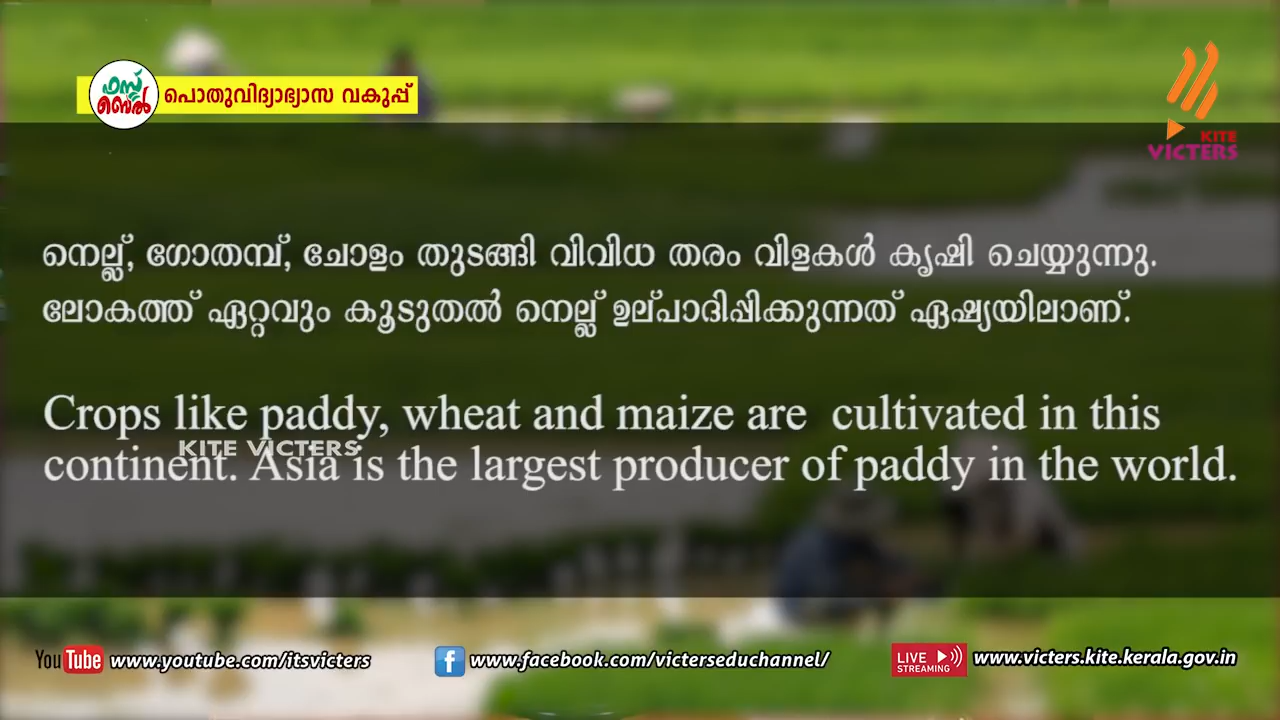 ഫസ്റ്റ്
ബെൽ
പൊതുവിദ്യാഭ്യാസ വകുപ്പ്
KITE
VICTERS
നെല്ല്, ഗോതമ്പ്, ചോളം തുടങ്ങി വിവിധ തരം വിളകൾ കൃഷി ചെയ്യുന്നു.
ലോകത്ത് ഏറ്റവും കൂടുതൽ നെല്ല് ഉല്പാദിപ്പിക്കുന്നത് ഏഷ്യയിലാണ്.
Crops like paddy, wheat and maize are cultivated in this
KITE VICTERS
continent. Asia is the largest producer of paddy in the world.
YouTube www.youtube.com/itsvicters
f www.facebook.com/victerseduchannel/
LIVE STREAMING www.victers.kite.kerala.gov.in